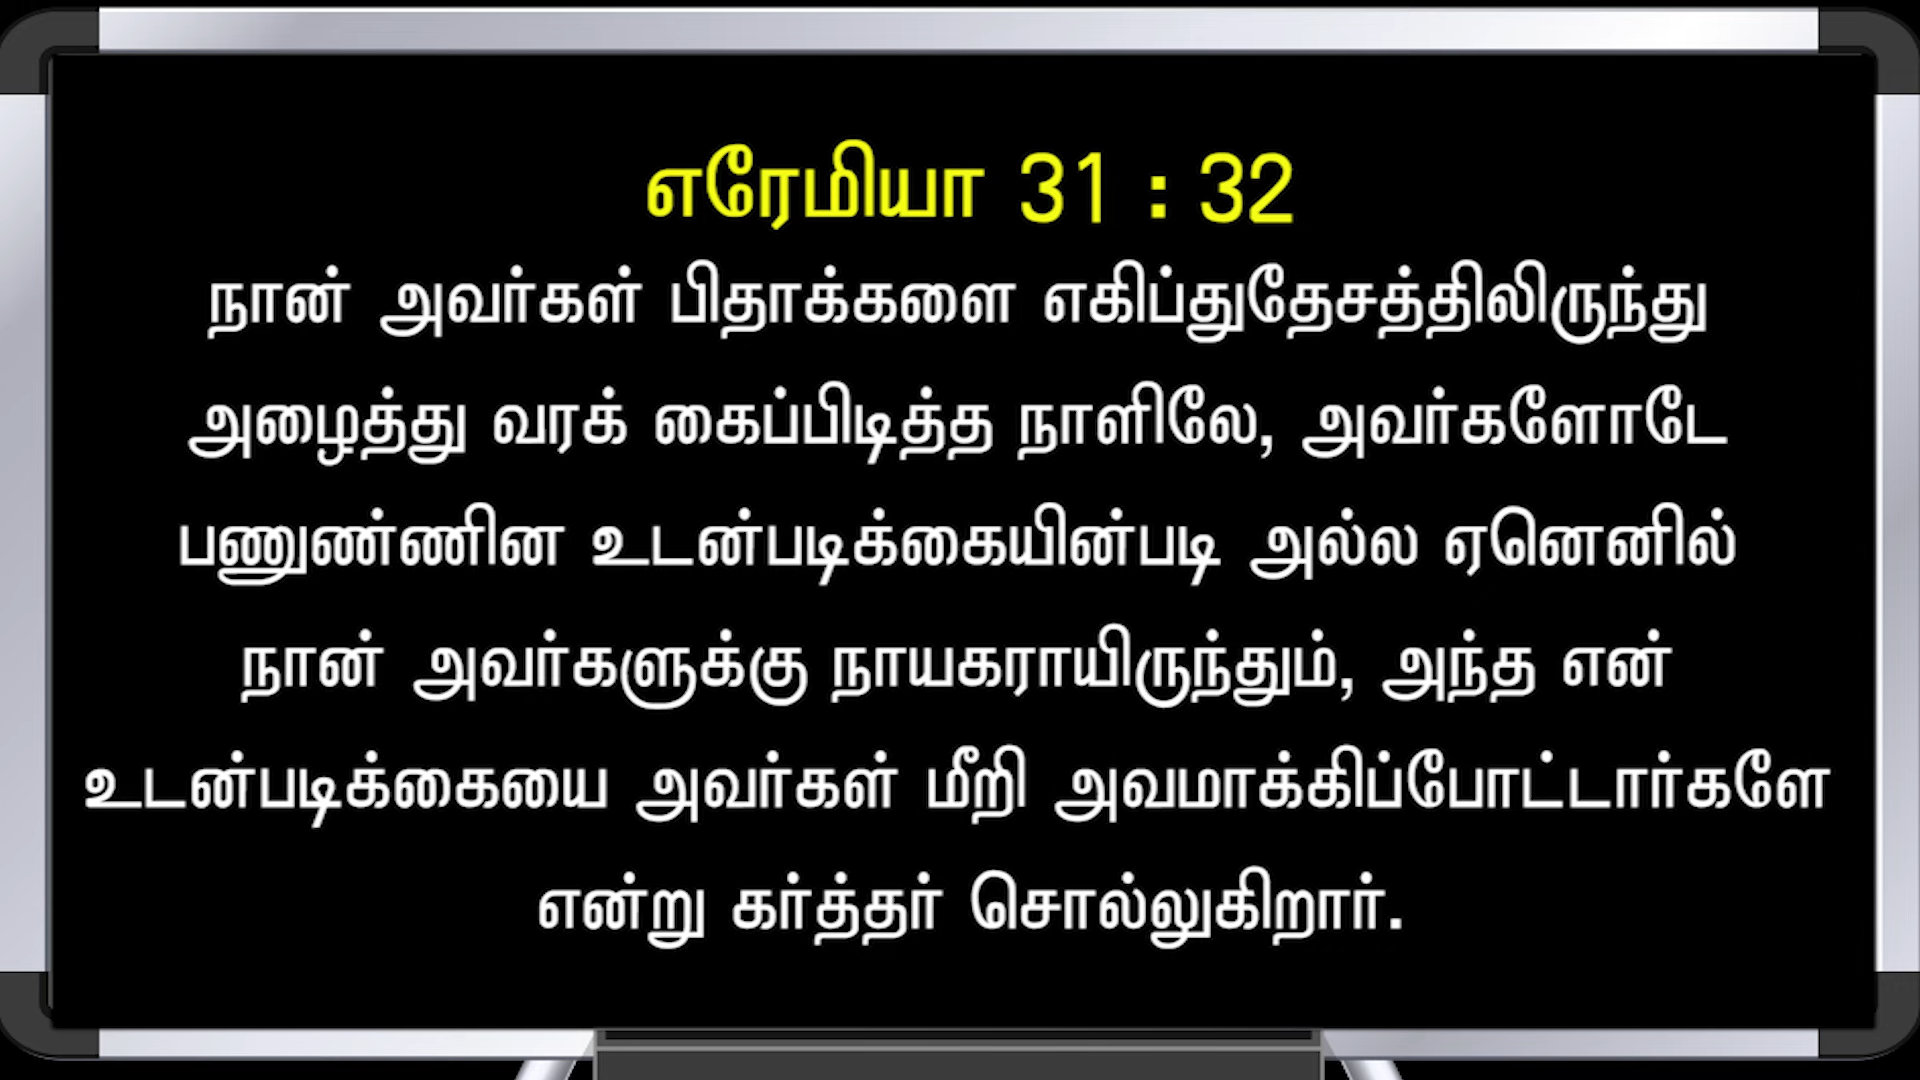 எரேமியா 31 : 32
நான் அவர்கள் பிதாக்களை எகிப்துதேசத்திலிருந்து
அழைத்து வரக் கைப்பிடித்த நாளிலே, அவர்களோடே
பணுண்ணின உடன்படிக்கையின்படி அல்ல ஏனெனில்
நான் அவர்களுக்கு நாயகராயிருந்தும், அந்த என்
உடன்படிக்கையை அவர்கள் மீறி அவமாக்கிப்போட்டார்களே
என்று கர்த்தர் சொல்லுகிறார்.